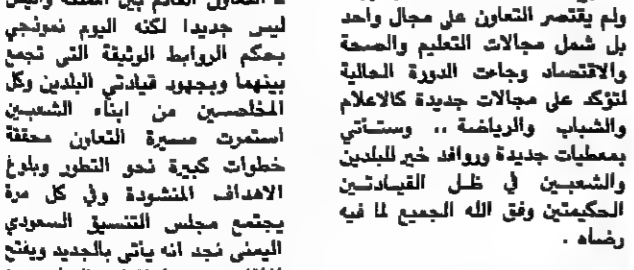 ولم يقتصر التعاون على مجال واحد
بل شمل مجالات التعليم والصحة
والاقتصاد وجاءت الدورة الحالية
لتؤكد على مجالات جديدة كالاعلام
والشباب والرياضة .. وستأتي
بمعطيات جديدة وروافد خير للبلدين
والشعبين في ظل القيادتين
الحكيمتين وفق الله الجميع لما فيه
رضاه .
التعاون القائم بين المملكة واليمن
ليس جديدا لكنه اليوم نموذجي
بحكم الروابط الوثيقة التي تجمع
بينهما وبجهود قيادتي البلدين وكل
المخلصين من ابناء الشعبين
استمرت مسيرة التعاون محققة
خطوات كبيرة نحو التطور وبلوغ
الاهداف المنشودة وفي كل مرة
يجتمع مجلس التنسيق السعودي
اليمني نجد انه يأتي بالجديد ويفتح